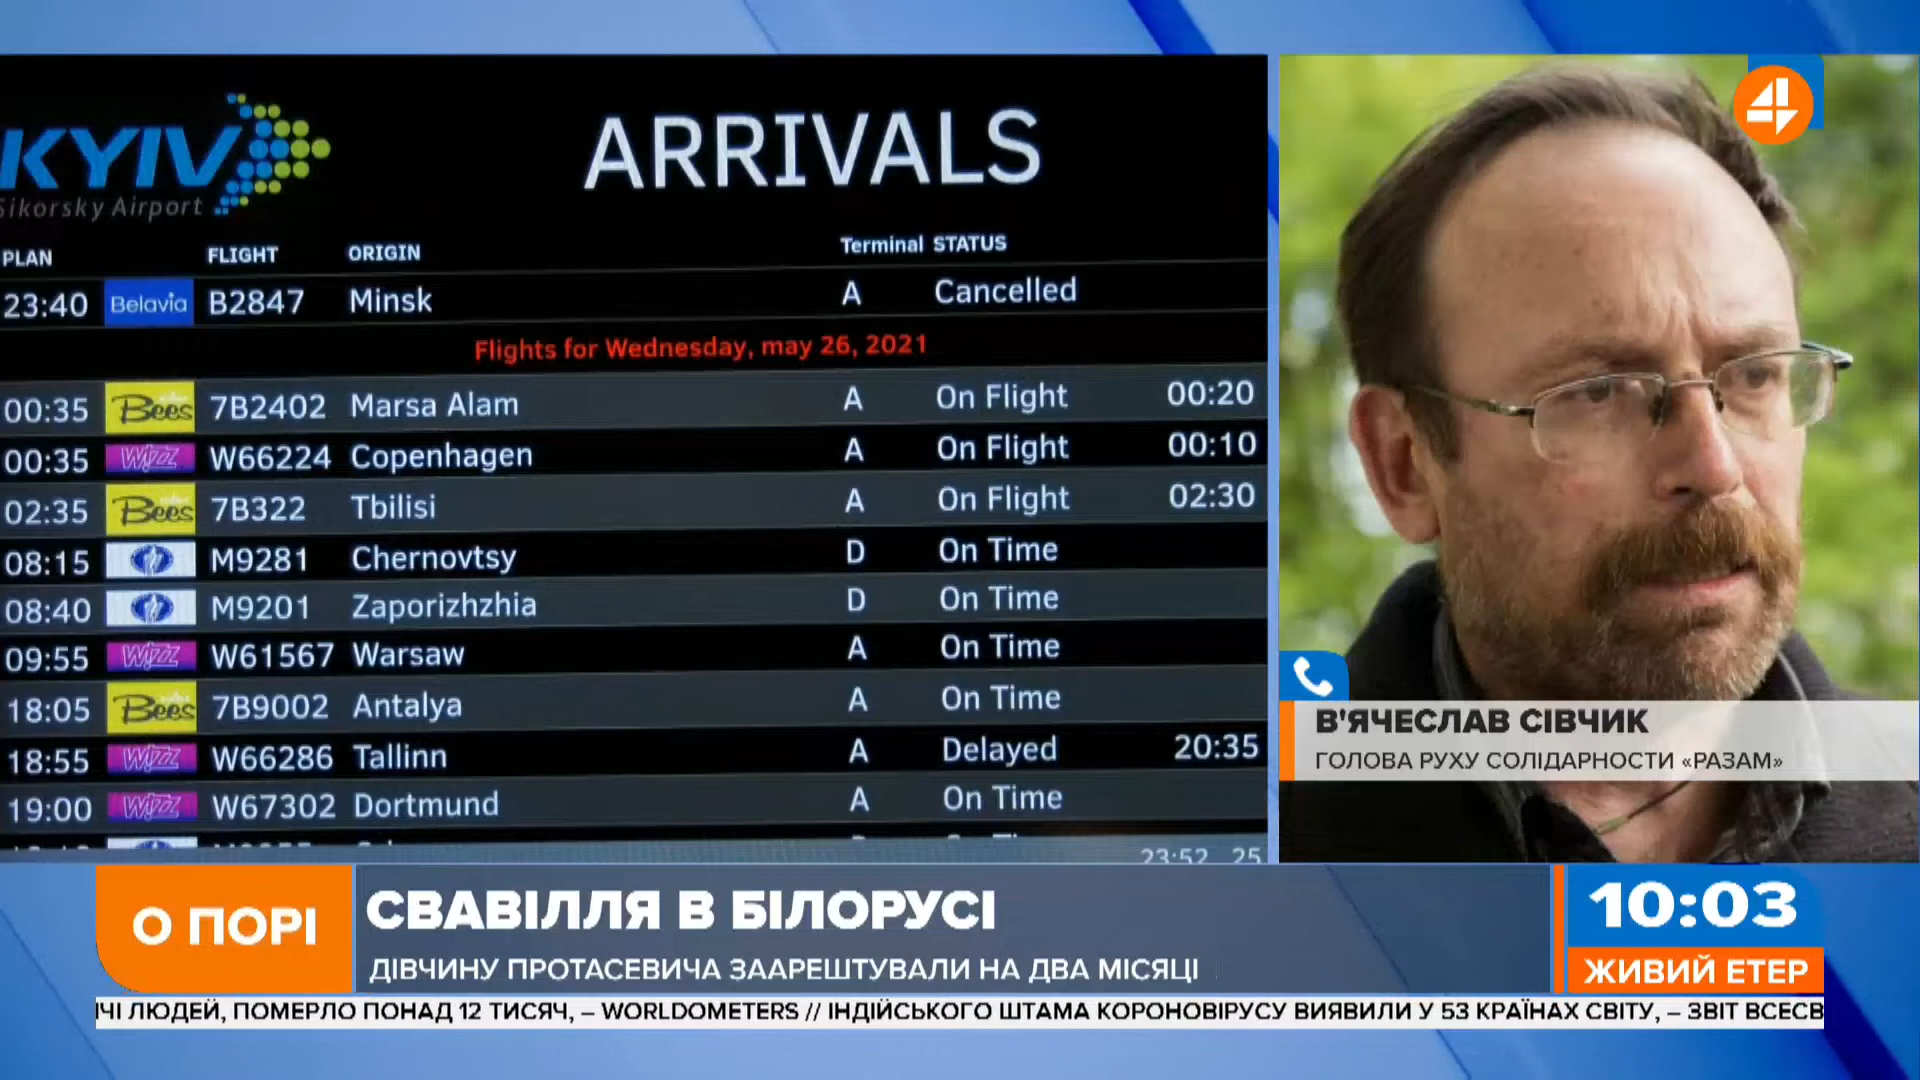 KYIV
Sikorsky Airport
ARRIVALS
PLAN FLIGHT ORIGIN Terminal STATUS
23:40 Belavia B2847 Minsk A Cancelled
Flights for Wednesday, may 26, 2021
00:35 Bees 7B2402 Marsa Alam A On Flight 00:20
00:35 Wizz W66224 Copenhagen A On Flight 00:10
02:35 Bees 7B322 Tbilisi A On Flight 02:30
08:15 M9281 Chernovtsy D On Time
08:40 M9201 Zaporizhzhia D On Time
09:55 Wizz W61567 Warsaw A On Time
18:05 Bees 7B9002 Antalya A On Time
18:55 Wizz W66286 Tallinn A Delayed 20:35
19:00 Wizz W67302 Dortmund A On Time
23:52 25
4
В'ЯЧЕСЛАВ СІВЧИК
ГОЛОВА РУХУ СОЛІДАРНОСТИ «РАЗАМ»
О ПОРІ
СВАВІЛЛЯ В БІЛОРУСІ
ДІВЧИНУ ПРОТАСЕВИЧА ЗААРЕШТУВАЛИ НА ДВА МІСЯЦІ
10:03
ЖИВИЙ ЕТЕР
ІЧІ ЛЮДЕЙ, ПОМЕРЛО ПОНАД 12 ТИСЯЧ, – WORLDOMETERS // ІНДІЙСЬКОГО ШТАМА КОРОНОВІРУСУ ВИЯВИЛИ У 53 КРАЇНАХ СВІТУ, – ЗВІТ ВСЕСВ